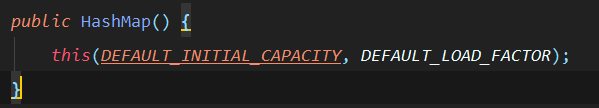 public HashMap() {
this(DEFAULT_INITIAL_CAPACITY, DEFAULT_LOAD_FACTOR);
}